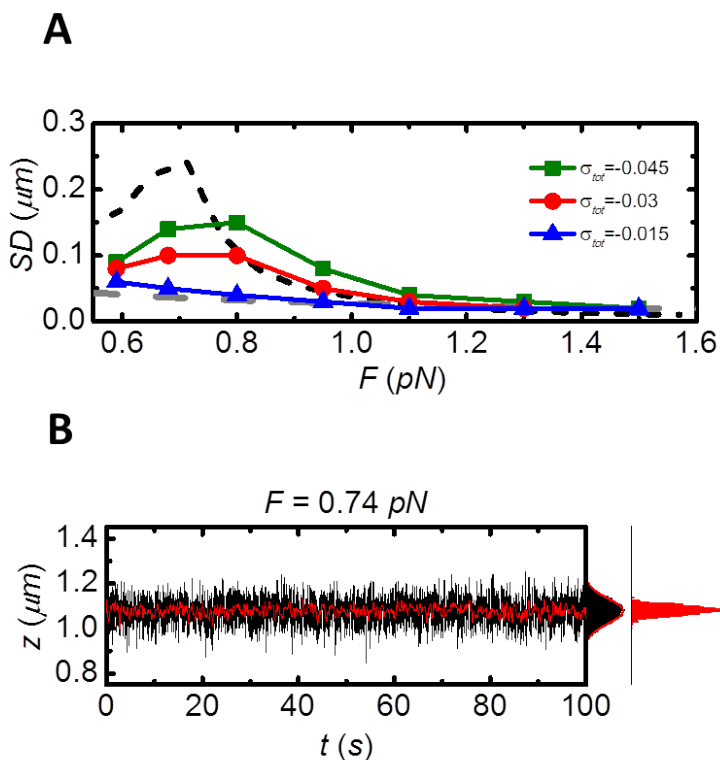 A
0.3
0.2
0.1
0.0
SD (μm)
σtot=-0.045
σtot=-0.03
σtot=-0.015
0.6 0.8 1.0 1.2 1.4 1.6
F (pN)
B
F = 0.74 pN
1.4
1.2
1.0
0.8
z (μm)
0 20 40 60 80 100
t (s)